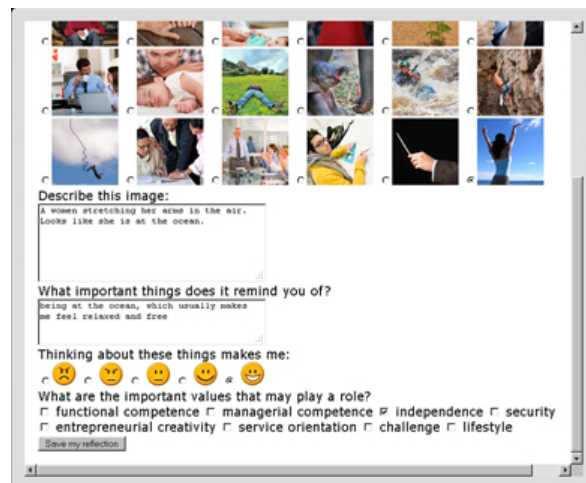 Describe this image:
A women stretching her arms in the air.
Looks like she is at the ocean.
What important things does it remind you of?
being at the ocean, which usually makes
me feel relaxed and free
Thinking about these things makes me:
What are the important values that may play a role?
functional competence managerial competence independence security
entrepreneurial creativity service orientation challenge lifestyle
Save my reflection